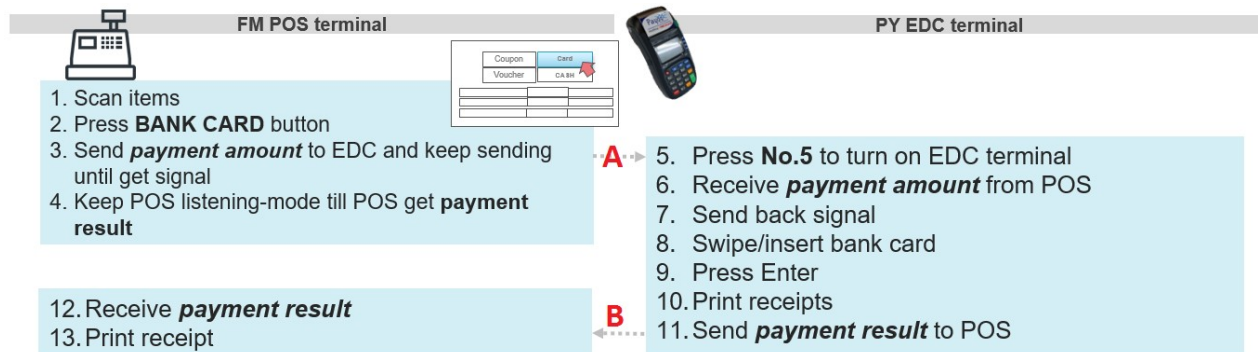 FM POS terminal
PY EDC terminal
Coupon Card
Voucher CASH
1. Scan items
2. Press BANK CARD button
3. Send payment amount to EDC and keep sending
until get signal
4. Keep POS listening-mode till POS get payment
result
A
5. Press No.5 to turn on EDC terminal
6. Receive payment amount from POS
7. Send back signal
8. Swipe/insert bank card
9. Press Enter
10. Print receipts
11. Send payment result to POS
B
12. Receive payment result
13. Print receipt